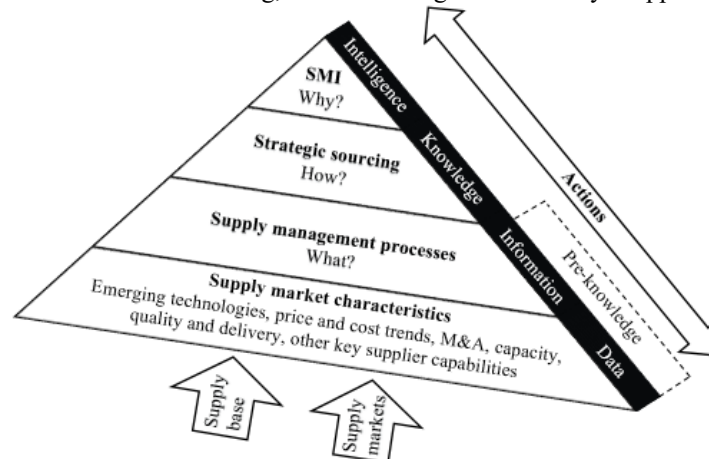 SMI
Why?
Strategic sourcing
How?
Supply management processes
What?
Supply market characteristics
Emerging technologies, price and cost trends, M&A, capacity,
quality and delivery, other key supplier capabilities
Intelligence
Knowledge
Information
Data
Pre-knowledge
Actions
Supply
base
Supply
markets